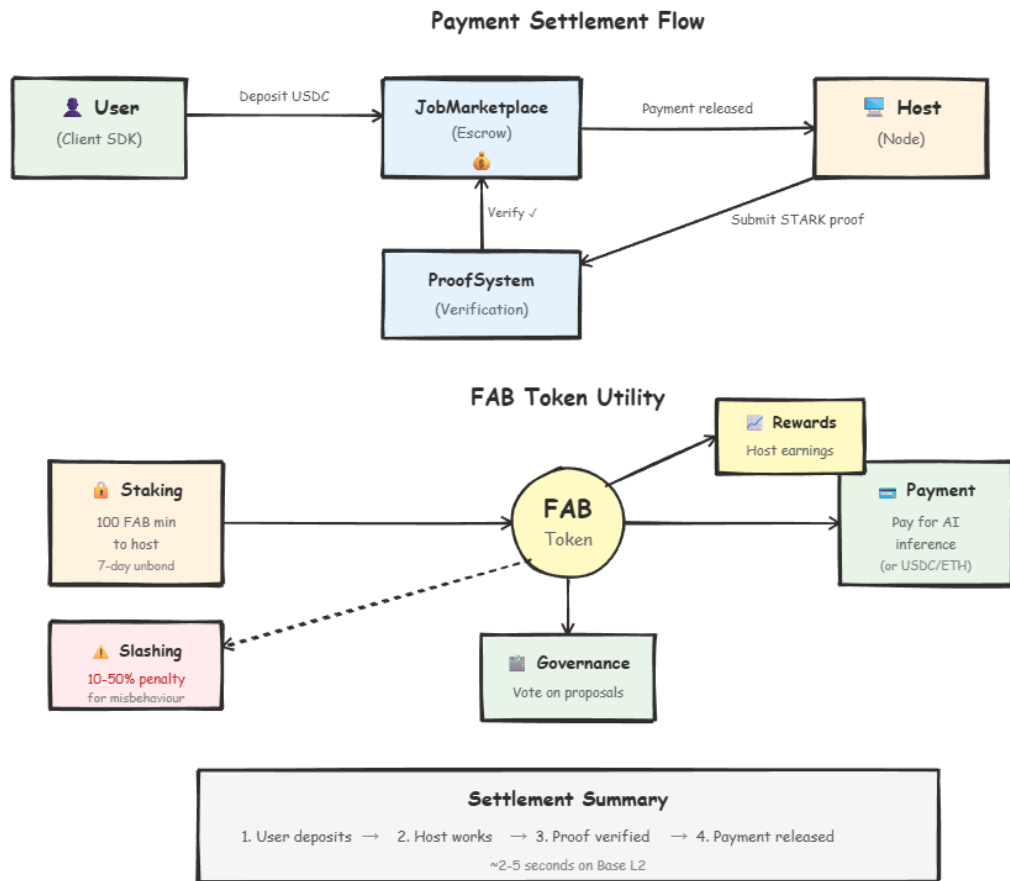 Payment Settlement Flow
User
(Client SDK)
Deposit USDC
JobMarketplace
(Escrow)
Payment released
Host
(Node)
Verify ✓
Submit STARK proof
ProofSystem
(Verification)
FAB Token Utility
Rewards
Host earnings
Staking
100 FAB min
to host
7-day unbond
FAB
Token
Payment
Pay for AI
inference
(or USDC/ETH)
Slashing
10-50% penalty
for misbehaviour
Governance
Vote on proposals
Settlement Summary
1. User deposits → 2. Host works → 3. Proof verified → 4. Payment released
~2-5 seconds on Base L2